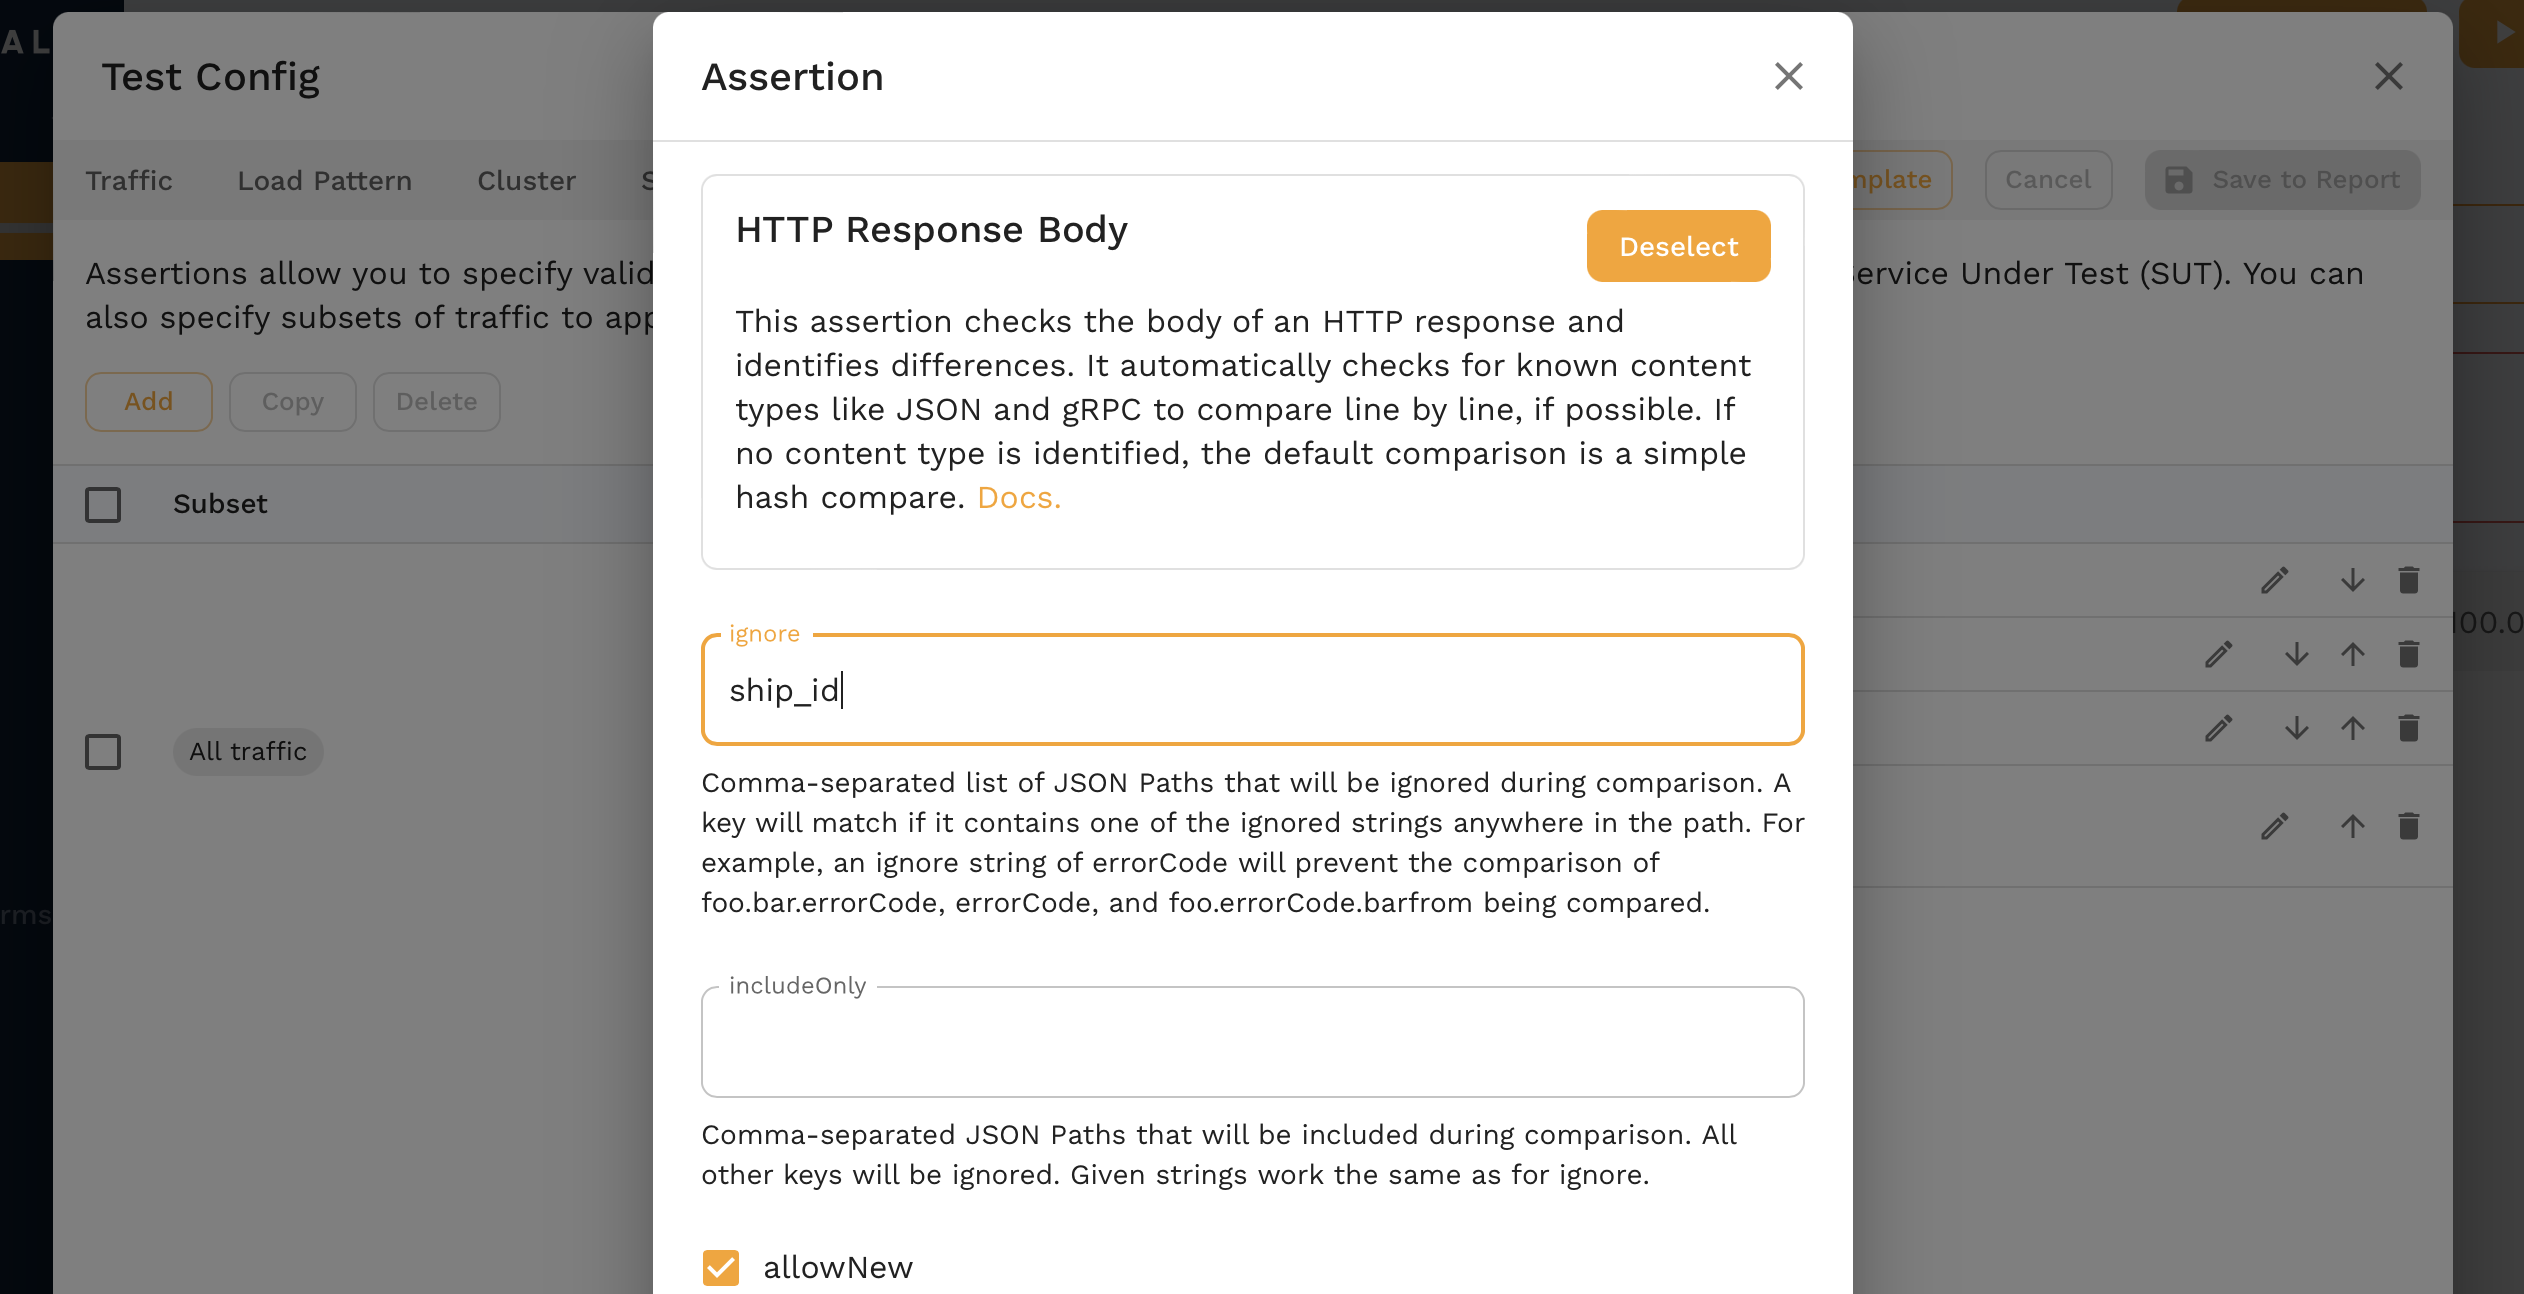 AL
Test Config
Traffic
Load Pattern
Cluster
S
Assertions allow you to specify valid
also specify subsets of traffic to app
Add
Copy
Delete
Subset
All traffic
rms
Assertion
HTTP Response Body
Deselect
This assertion checks the body of an HTTP response and
identifies differences. It automatically checks for known content
types like JSON and gRPC to compare line by line, if possible. If
no content type is identified, the default comparison is a simple
hash compare. Docs.
ignore
ship_id
Comma-separated list of JSON Paths that will be ignored during comparison. A
key will match if it contains one of the ignored strings anywhere in the path. For
example, an ignore string of errorCode will prevent the comparison of
foo.bar.errorCode, errorCode, and foo.errorCode.barfrom being compared.
includeOnly
Comma-separated JSON Paths that will be included during comparison. All
other keys will be ignored. Given strings work the same as for ignore.
allowNew
mplate
Cancel
Save to Report
ervice Under Test (SUT). You can
100.0